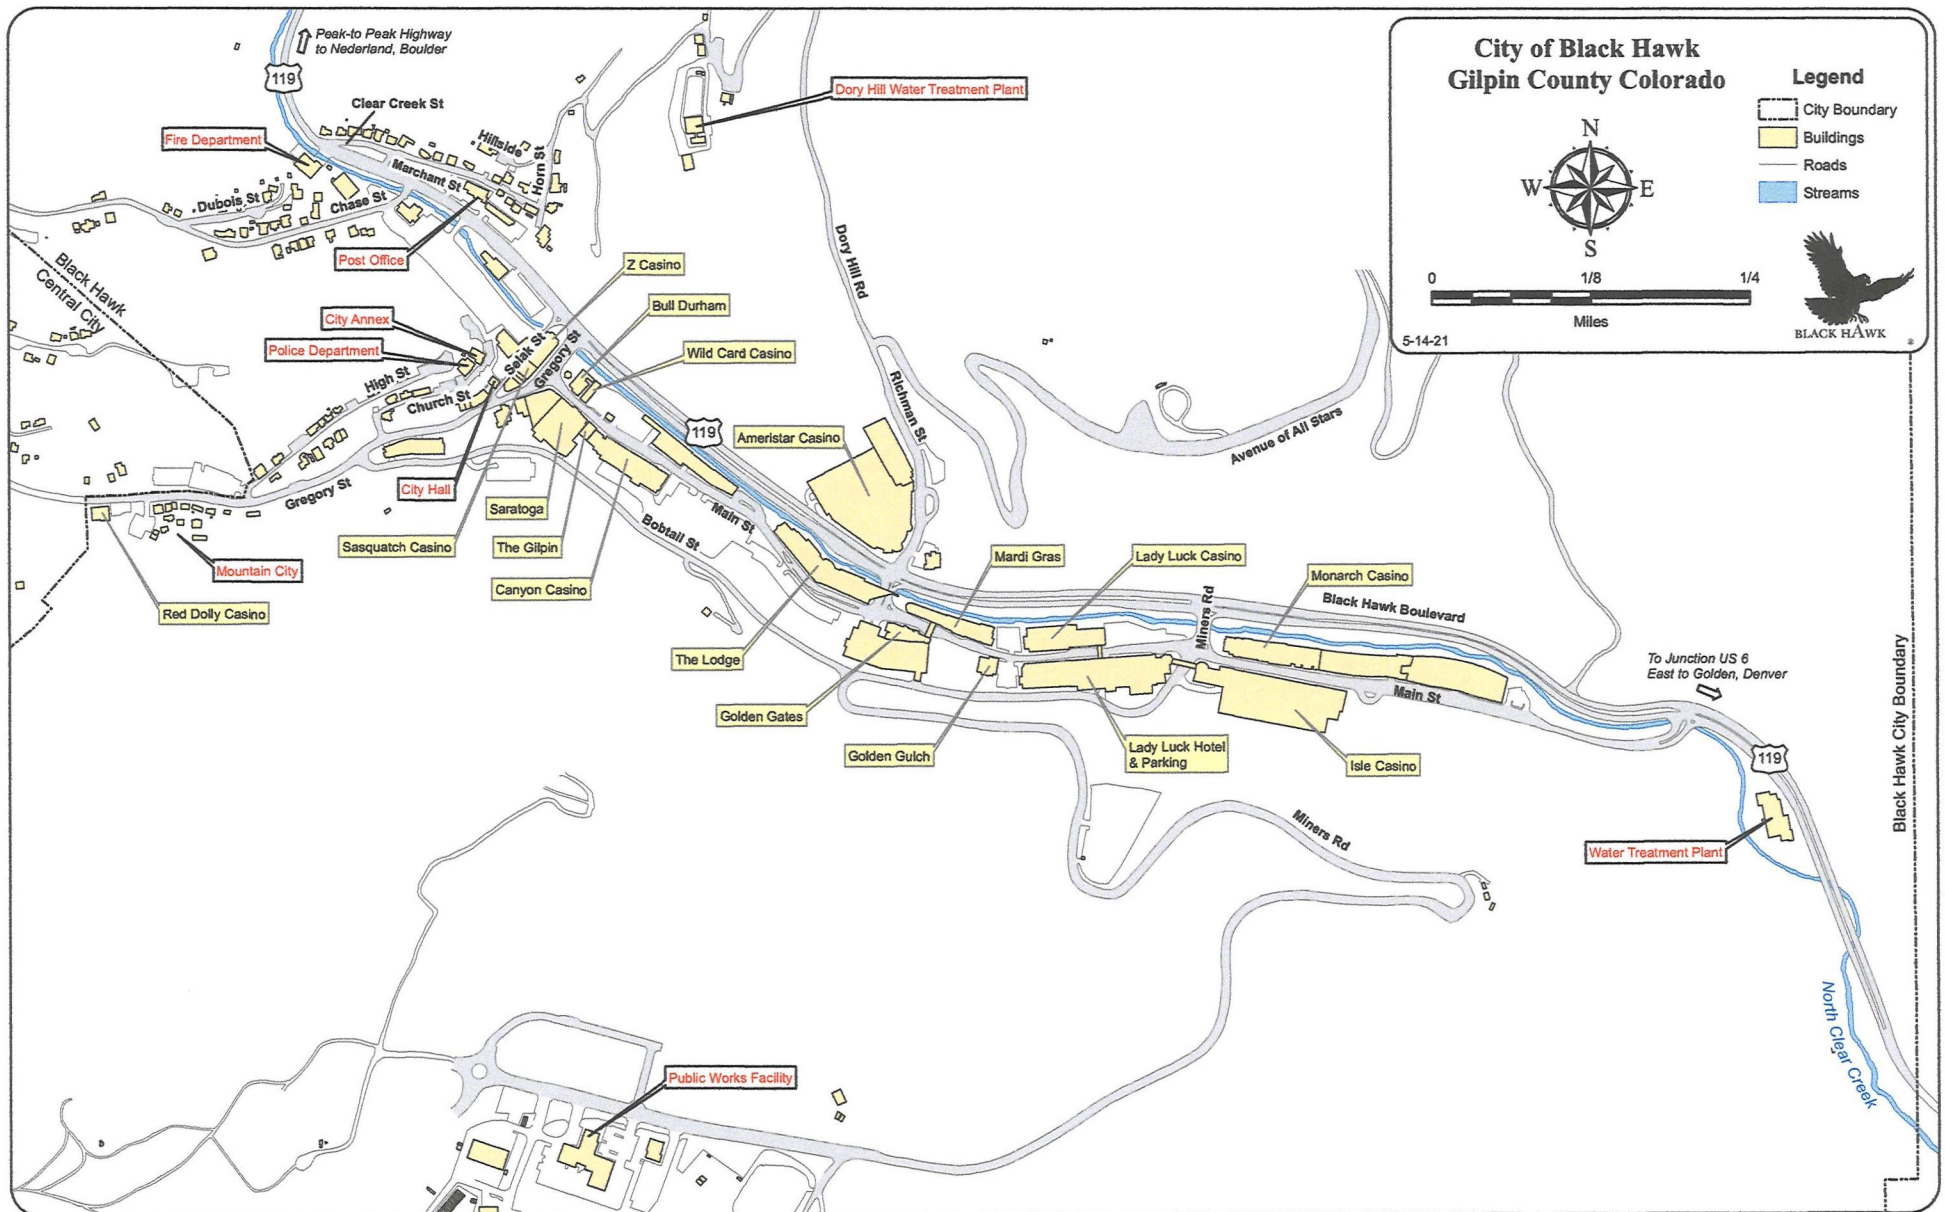 City of Black Hawk
Gilpin County Colorado
N
W
E
S
0
1/8
1/4
Miles
5-14-21
Legend
City Boundary
Buildings
Roads
Streams
BLACK HAWK
Peak-to Peak Highway
to Nederland, Boulder
119
Clear Creek St
Fire Department
Hillside
Horn St
Marchant St
Dubois St
Chase St
Post Office
Dory Hill Water Treatment Plant
Dory Hill Rd
Black Hawk
Central City
Z Casino
Bull Durham
Wild Card Casino
City Annex
Police Department
Selak St
Gregory St
High St
Church St
119
Ameristar Casino
Richman St
Avenue of All Stars
City Hall
Gregory St
Saratoga
Sasquatch Casino
The Gilpin
Canyon Casino
Main St
Bobtail St
Mountain City
Red Dolly Casino
Mardi Gras
Lady Luck Casino
Monarch Casino
Miners Rd
Black Hawk Boulevard
The Lodge
Golden Gates
Golden Gulch
Lady Luck Hotel
& Parking
Isle Casino
Main St
To Junction US 6
East to Golden, Denver
119
Black Hawk City Boundary
Water Treatment Plant
Miners Rd
North Clear Creek
Public Works Facility